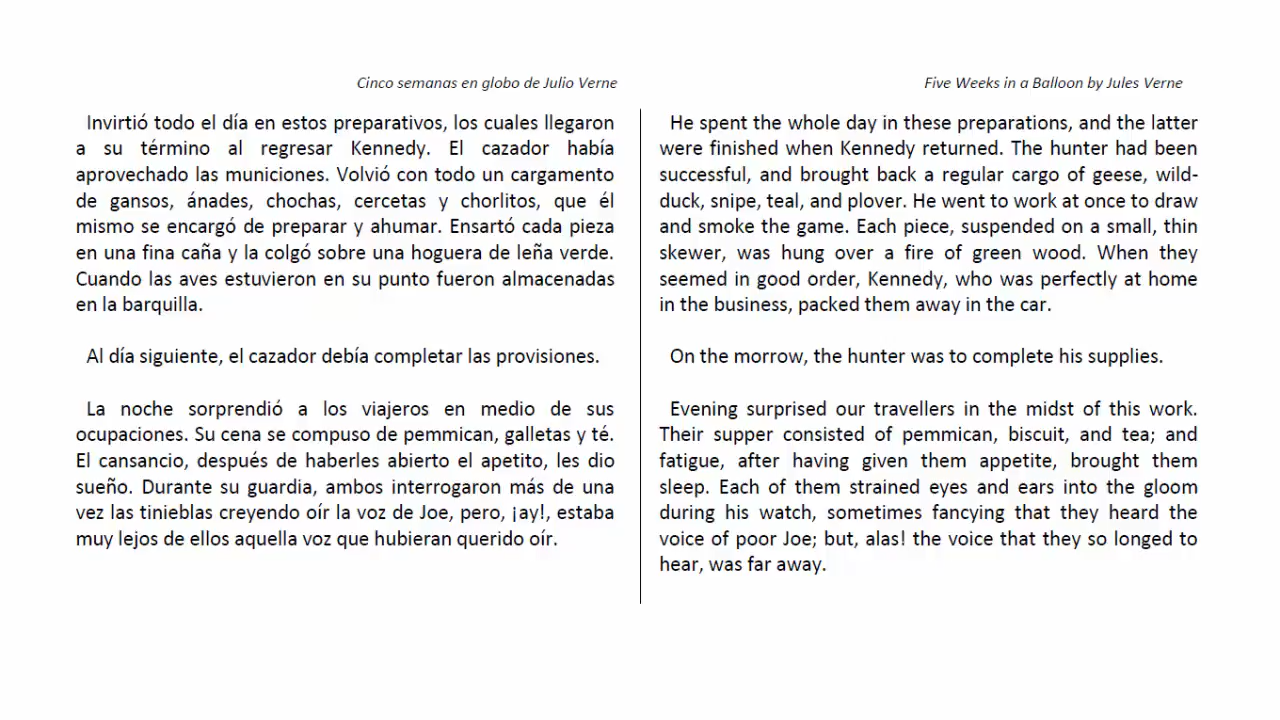 Cinco semanas en globo de Julio Verne
Invirtió todo el día en estos preparativos, los cuales llegaron
a su término al regresar Kennedy. El cazador había
aprovechado las municiones. Volvió con todo un cargamento
de gansos, ánades, chochas, cercetas y chorlitos, que él
mismo se encargó de preparar y ahumar. Ensartó cada pieza
en una fina caña y la colgó sobre una hoguera de leña verde.
Cuando las aves estuvieron en su punto fueron almacenadas
en la barquilla.
Al día siguiente, el cazador debía completar las provisiones.
La noche sorprendió a los viajeros en medio de sus
ocupaciones. Su cena se compuso de pemmican, galletas y té.
El cansancio, después de haberles abierto el apetito, les dio
sueño. Durante su guardia, ambos interrogaron más de una
vez las tinieblas creyendo oír la voz de Joe, pero, ¡ay!, estaba
muy lejos de ellos aquella voz que hubieran querido oír.
Five Weeks in a Balloon by Jules Verne
He spent the whole day in these preparations, and the latter
were finished when Kennedy returned. The hunter had been
successful, and brought back a regular cargo of geese, wild-
duck, snipe, teal, and plover. He went to work at once to draw
and smoke the game. Each piece, suspended on a small, thin
skewer, was hung over a fire of green wood. When they
seemed in good order, Kennedy, who was perfectly at home
in the business, packed them away in the car.
On the morrow, the hunter was to complete his supplies.
Evening surprised our travellers in the midst of this work.
Their supper consisted of pemmican, biscuit, and tea; and
fatigue, after having given them appetite, brought them
sleep. Each of them strained eyes and ears into the gloom
during his watch, sometimes fancying that they heard the
voice of poor Joe; but, alas! the voice that they so longed to
hear, was far away.